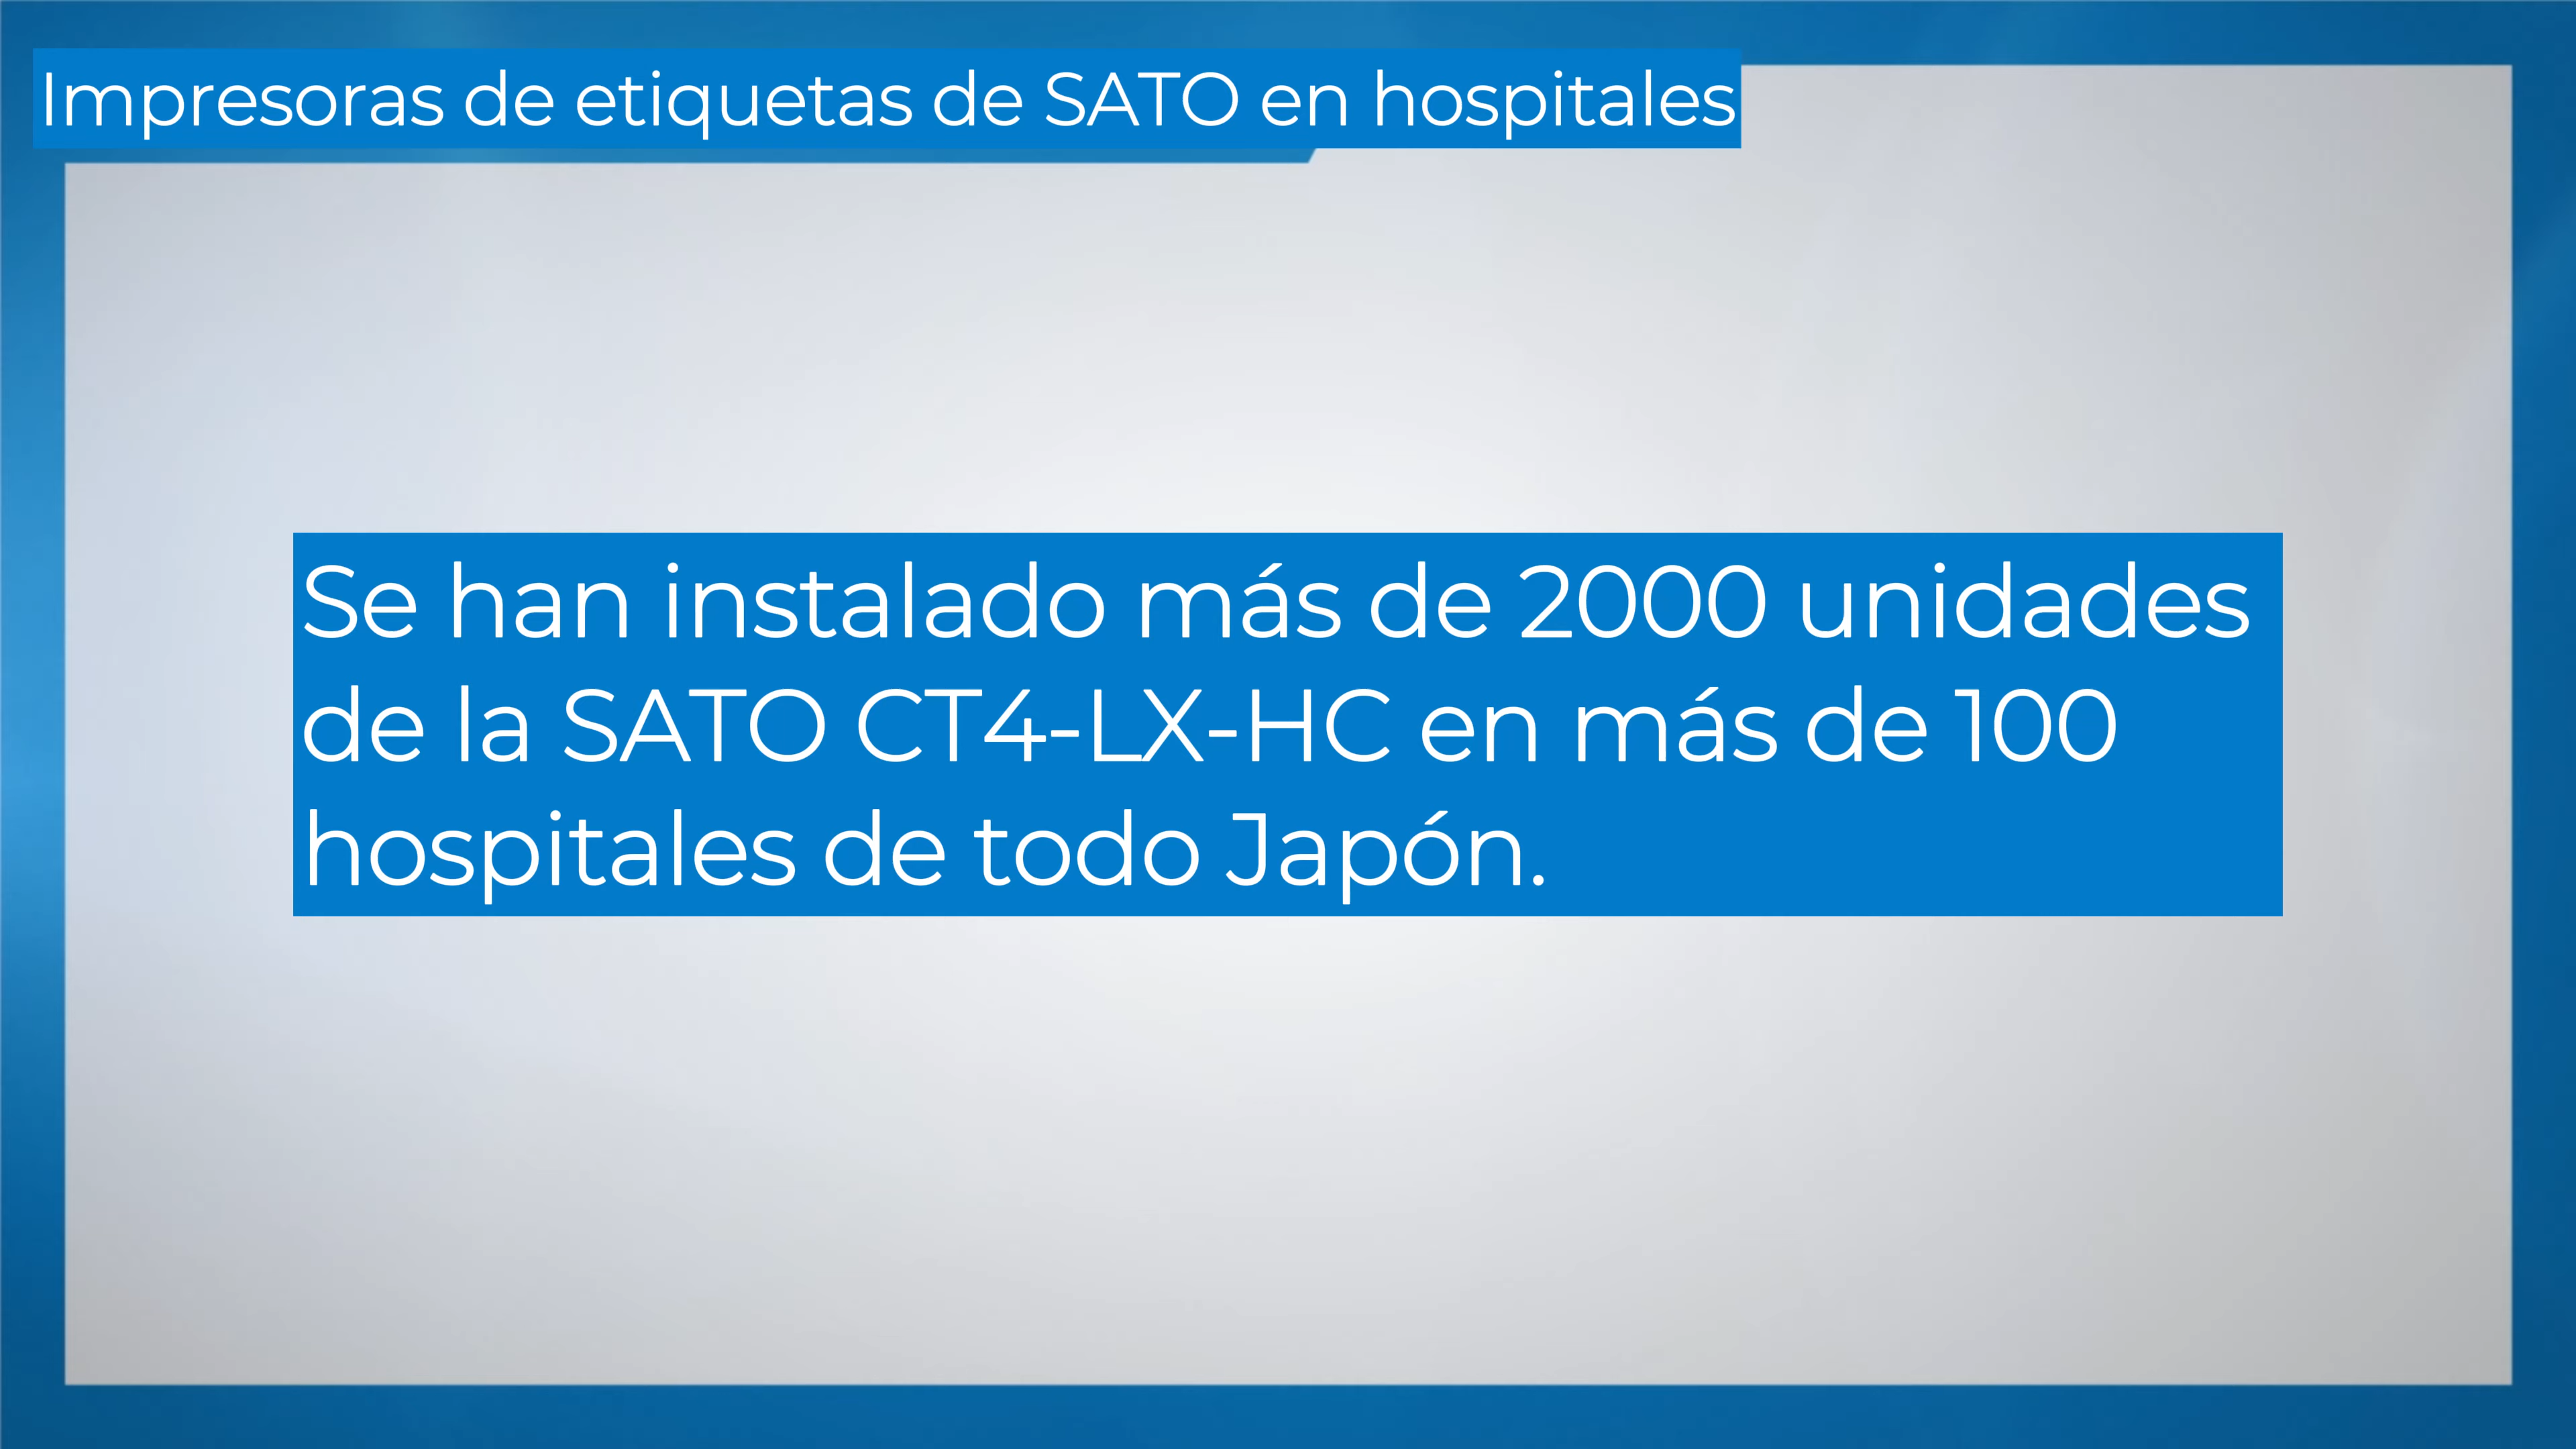 Impresoras de etiquetas de SATO en hospitales
Se han instalado más de 2000 unidades
de la SATO CT4-LX-HC en más de 100
hospitales de todo Japón.